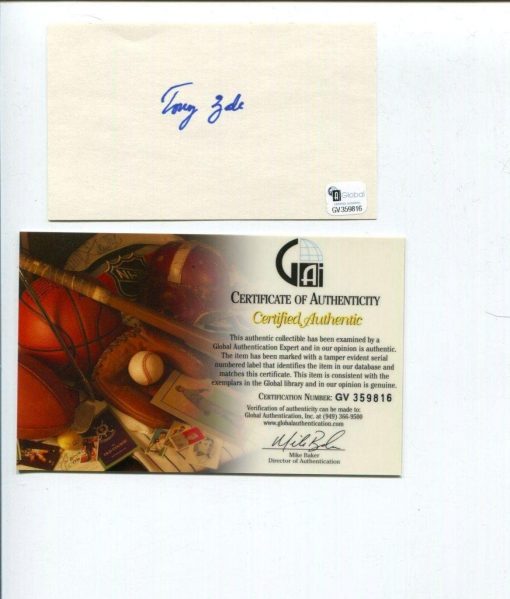 Tony Zale
Global
GV359816
GAi
CERTIFICATE OF AUTHENTICITY
Certified Authentic
This authentic collectible has been examined by a
Global Authentication Expert and in our opinion is authentic.
The item has been marked with a tamper evident serial
numbered label that identifies the item in our database and
matches this certificate. This item is consistent with the
exemplars in the Global library and in our opinion is genuine.
CERTIFICATION NUMBER: GV 359816
Verification of authenticity can be made to:
Global Authentication, Inc. at (949) 366-9500
www.globalauthentication.com
Mike Baker
Mike Baker
Director of Authentication